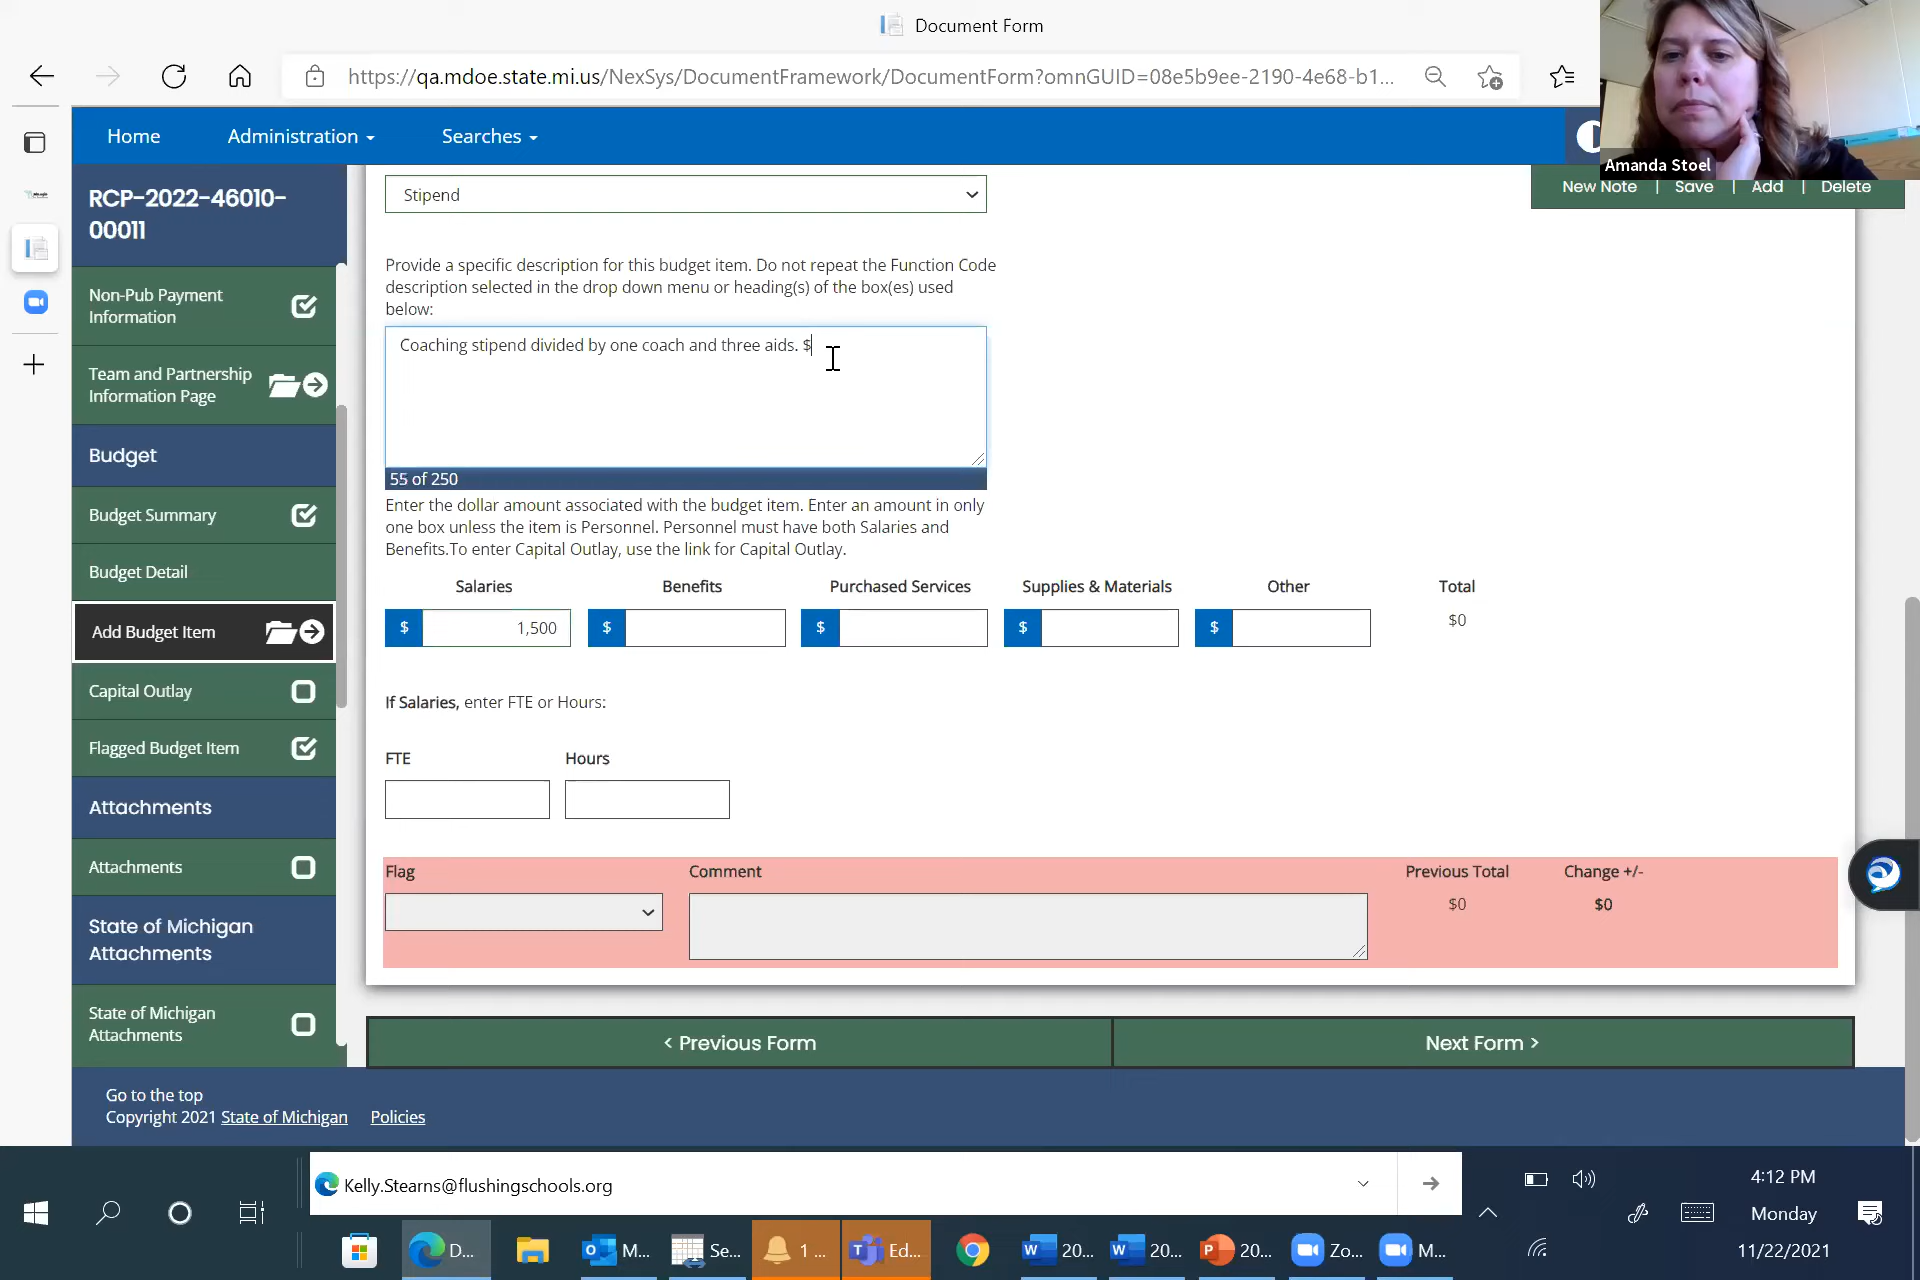 Document Form
https://qa.mdoe.state.mi.us/NexSys/DocumentFramework/DocumentForm?omnGUID=08e5b9ee-2190-4e68-b1...
Home
Administration
Searches
Amanda Stoel
RCP-2022-46010-
00011
New Note | Save | Add | Delete
Stipend
Provide a specific description for this budget item. Do not repeat the Function Code
description selected in the drop down menu or heading(s) of the box(es) used
below:
Coaching stipend divided by one coach and three aids. $
55 of 250
Enter the dollar amount associated with the budget item. Enter an amount in only
one box unless the item is Personnel. Personnel must have both Salaries and
Benefits.To enter Capital Outlay, use the link for Capital Outlay.
Salaries
Benefits
Purchased Services
Supplies & Materials
Other
Total
$ 1,500
$
$
$
$
$0
If Salaries, enter FTE or Hours:
FTE
Hours
Flag
Comment
Previous Total
Change +/-
$0
$0
< Previous Form
Next Form >
Non-Pub Payment
Information
Team and Partnership
Information Page
Budget
Budget Summary
Budget Detail
Add Budget Item
Capital Outlay
Flagged Budget Item
Attachments
Attachments
State of Michigan
Attachments
State of Michigan
Attachments
Go to the top
Copyright 2021 State of Michigan
Policies
Kelly.Stearns@flushingschools.org
4:12 PM
Monday
11/22/2021
D...
M...
Se...
1 ...
Ed...
20...
20...
20...
Zo...
M...